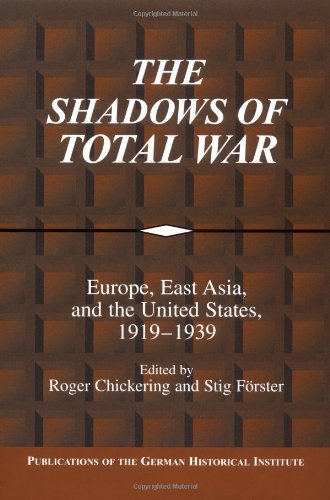 THE
SHADOWS OF
TOTAL WAR
Europe, East Asia,
and the United States,
1919–1939
Edited by
Roger Chickering and Stig Förster
PUBLICATIONS OF THE GERMAN HISTORICAL INSTITUTE